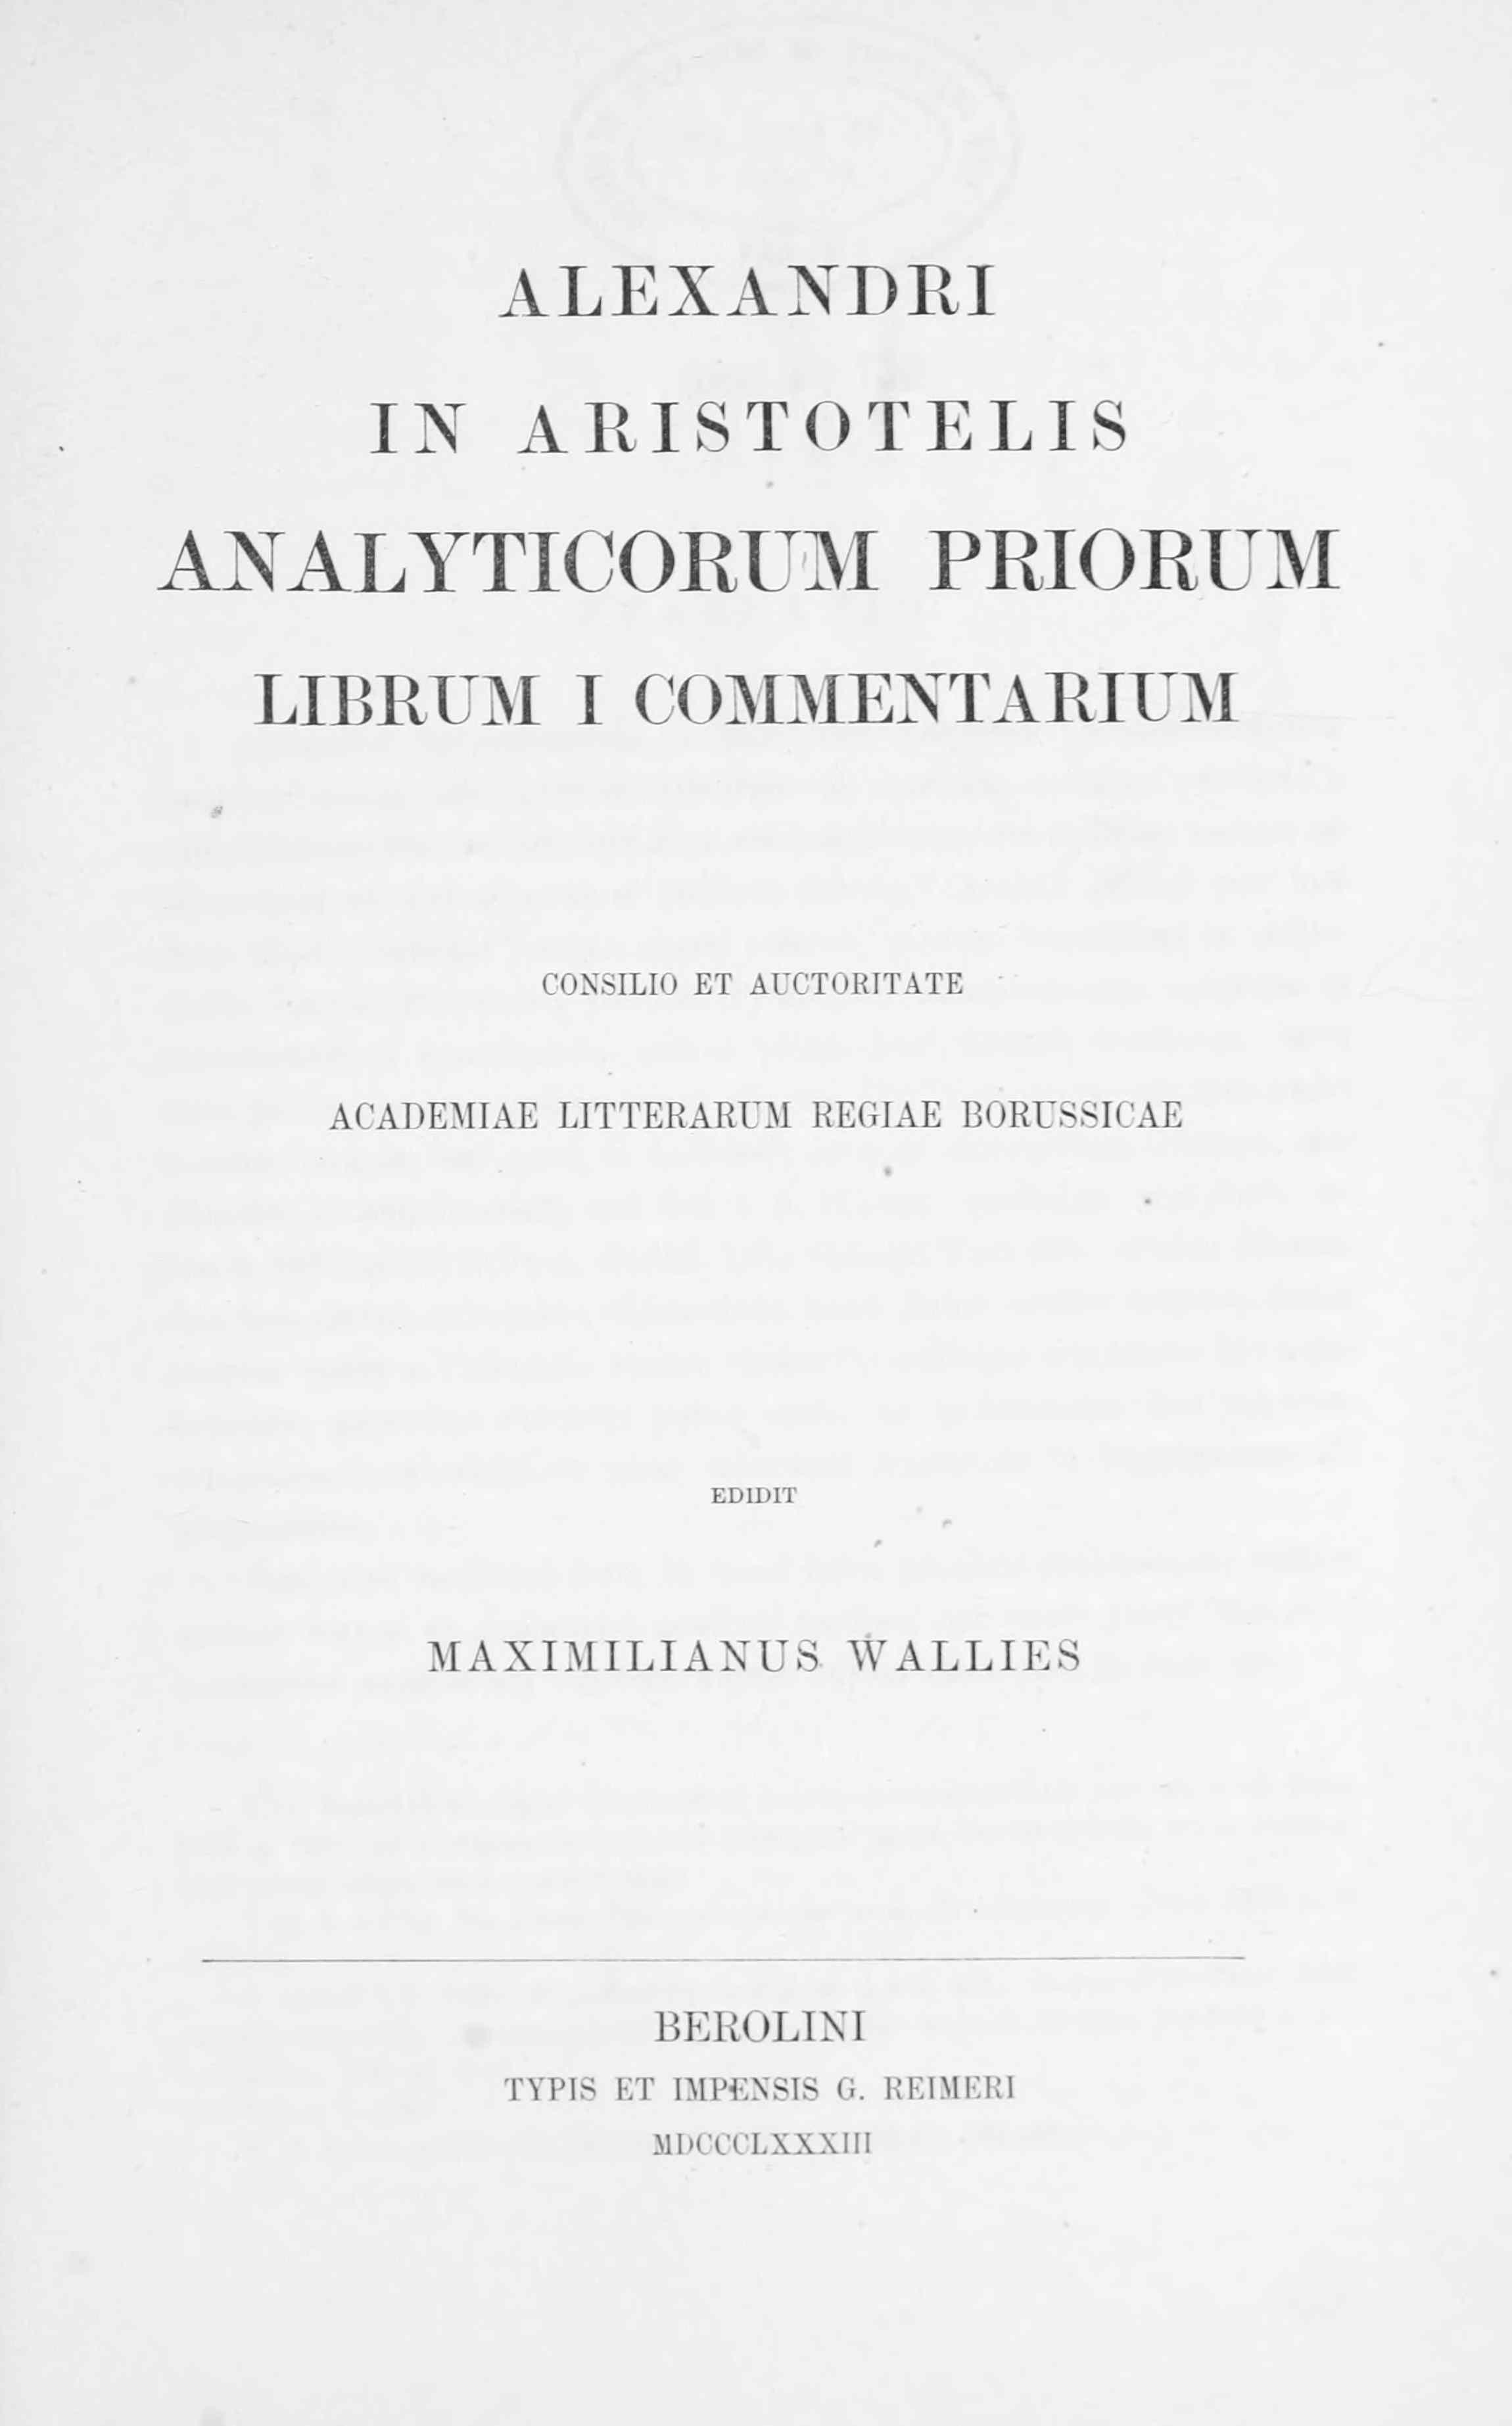 ALEXANDRI
IN ARISTOTELIS
ANALYTICORUM PRIORUM
LIBRUM I COMMENTARIUM
CONSILIO ET AUCTORITATE
ACADEMIAE LITTERARUM REGIAE BORUSSICAE
EDIDIT
MAXIMILIANUS WALLIES
BEROLINI
TYPIS ET IMPENSIS G. REIMERI
MDCCCLXXXIII